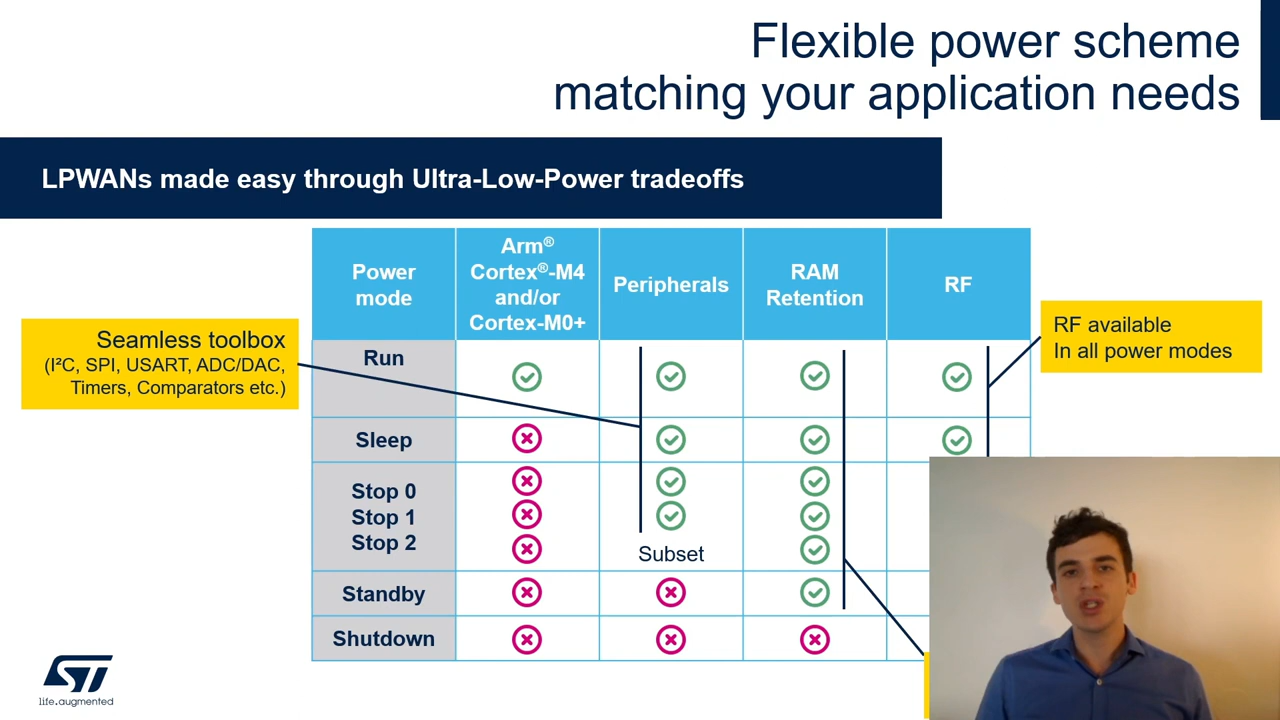 Flexible power scheme
matching your application needs
LPWANs made easy through Ultra-Low-Power tradeoffs
Power
mode
Arm®
Cortex®-M4
and/or
Cortex-M0+
Peripherals
RAM
Retention
RF
Seamless toolbox
(I²C, SPI, USART, ADC/DAC,
Timers, Comparators etc.)
RF available
In all power modes
Run
Sleep
Stop 0
Stop 1
Stop 2
Subset
Standby
Shutdown
ST
life.augmented